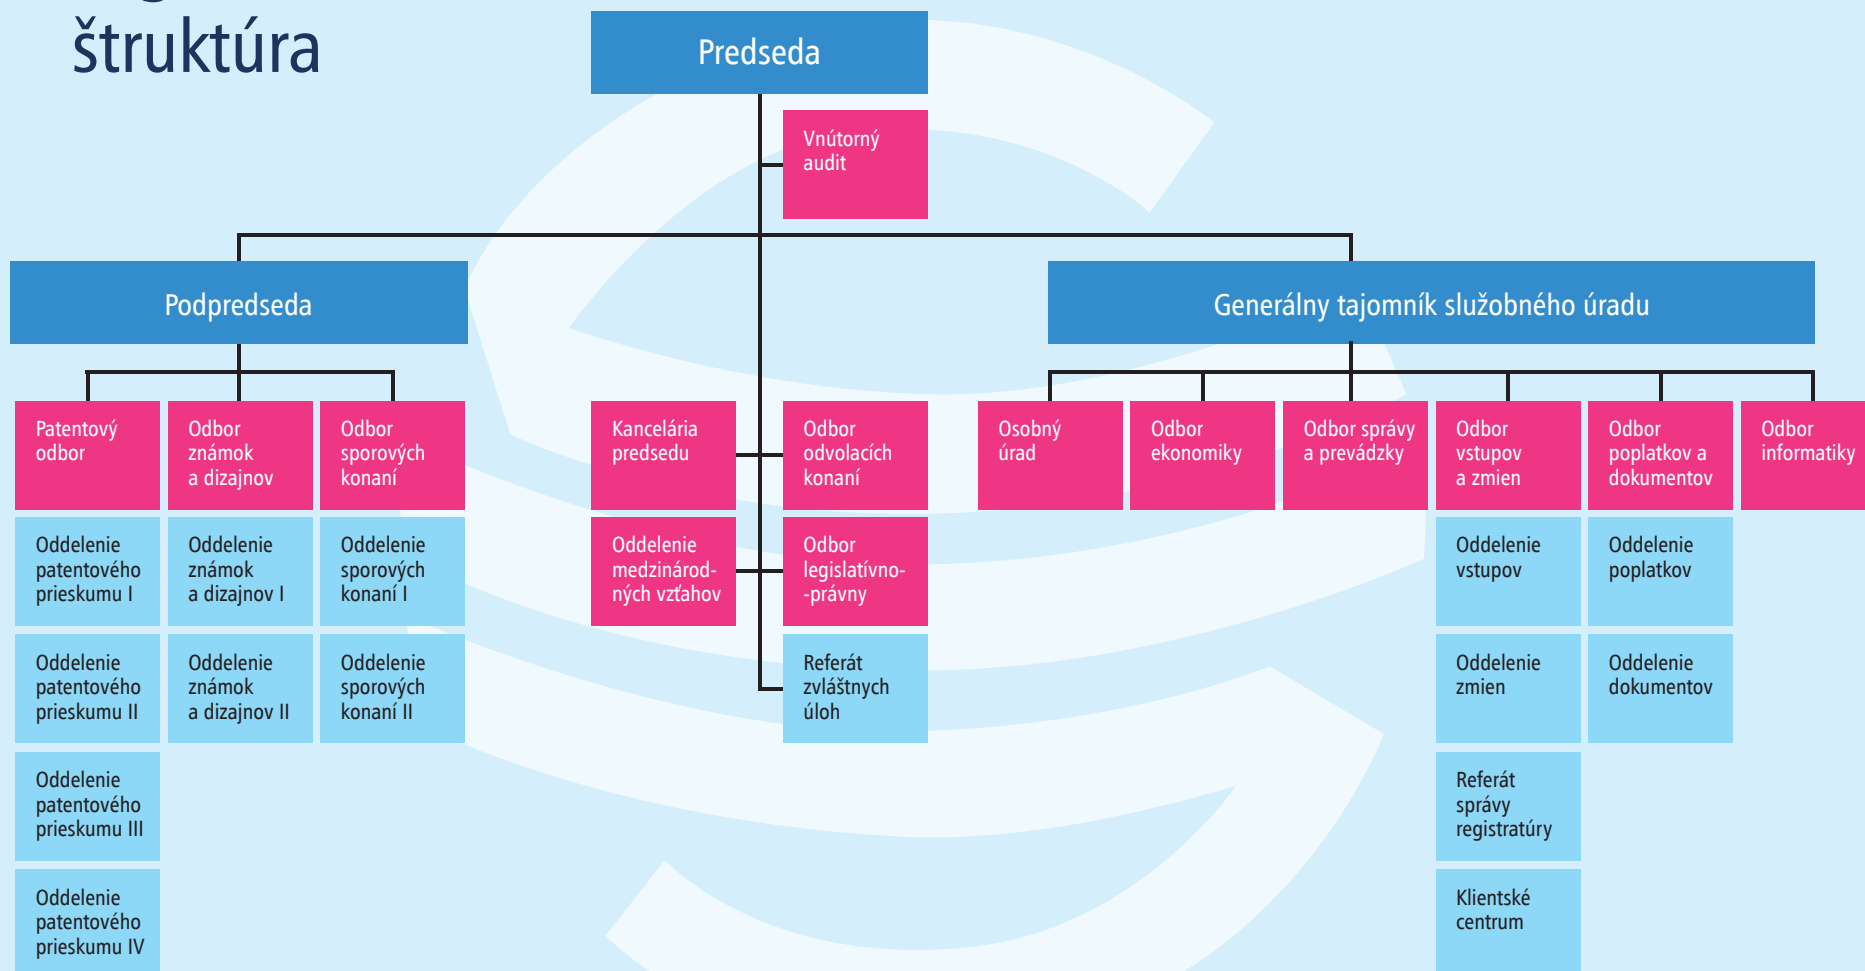 štruktúra
Predseda
Vnútorný
audit
Podpredseda
Generálny tajomník služobného úradu
Patentový
odbor
Odbor
známok
a dizajnov
Odbor
sporových
konaní
Kancelária
predsedu
Odbor
odvolacích
konaní
Osobný
úrad
Odbor
ekonomiky
Odbor správy
a prevádzky
Odbor
vstupov
a zmien
Odbor
poplatkov a
dokumentov
Odbor
informatiky
Oddelenie
patentového
prieskumu I
Oddelenie
známok
a dizajnov I
Oddelenie
sporových
konaní I
Oddelenie
medzinárod-
ných vzťahov
Odbor
legislatívno-
-právny
Oddelenie
vstupov
Oddelenie
poplatkov
Oddelenie
patentového
prieskumu II
Oddelenie
známok
a dizajnov II
Oddelenie
sporových
konaní II
Referát
zvláštnych
úloh
Oddelenie
zmien
Oddelenie
dokumentov
Oddelenie
patentového
prieskumu III
Referát
správy
registratúry
Oddelenie
patentového
prieskumu IV
Klientské
centrum